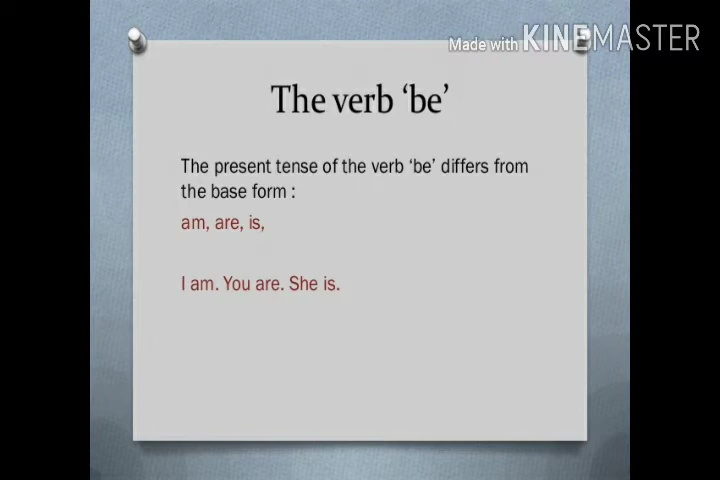 Made with KINEMASTER
The verb ‘be’
The present tense of the verb ‘be’ differs from
the base form :
am, are, is,
I am. You are. She is.